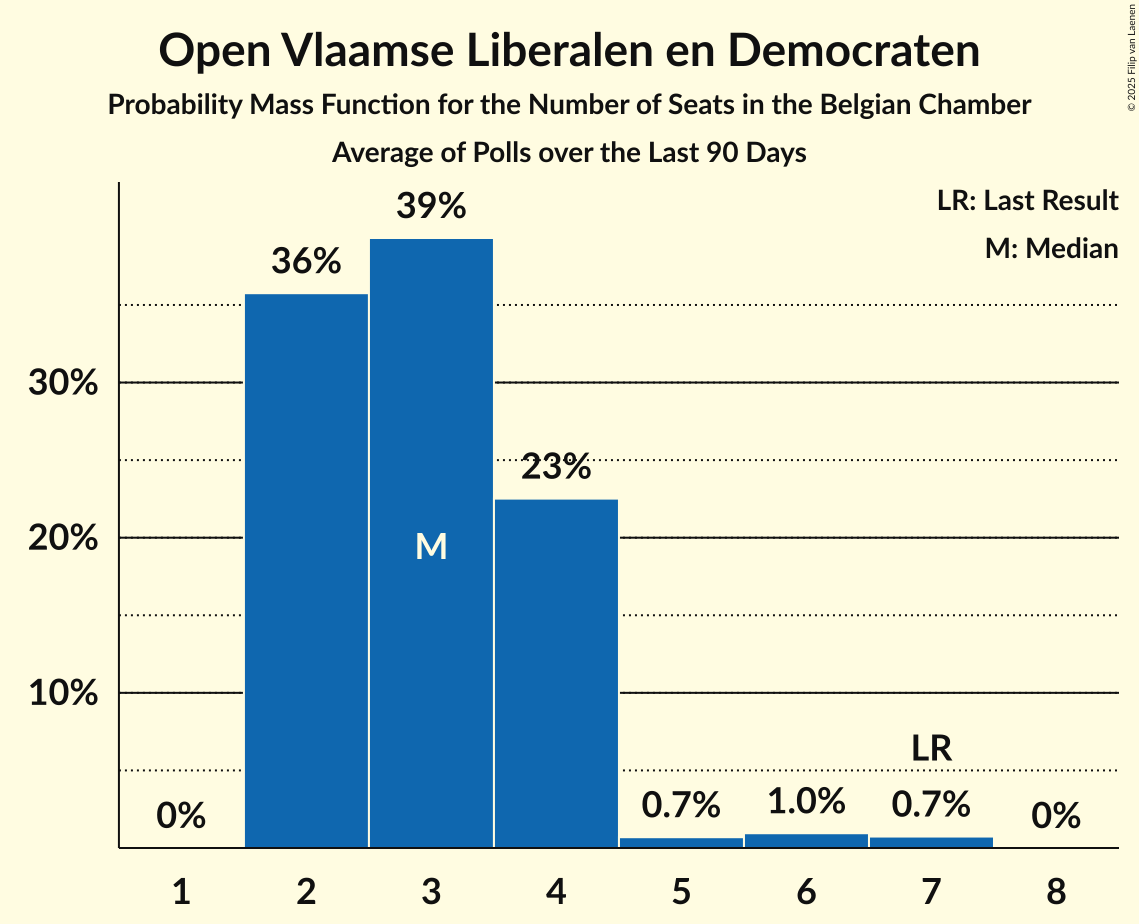 Open Vlaamse Liberalen en Democraten
Probability Mass Function for the Number of Seats in the Belgian Chamber
Average of Polls over the Last 90 Days
© 2025 Filip van Laenen
LR: Last Result
M: Median
39%
36%
30%
23%
20%
M
10%
LR
0%
0.7%
1.0%
0.7%
0%
1 2 3 4 5 6 7 8